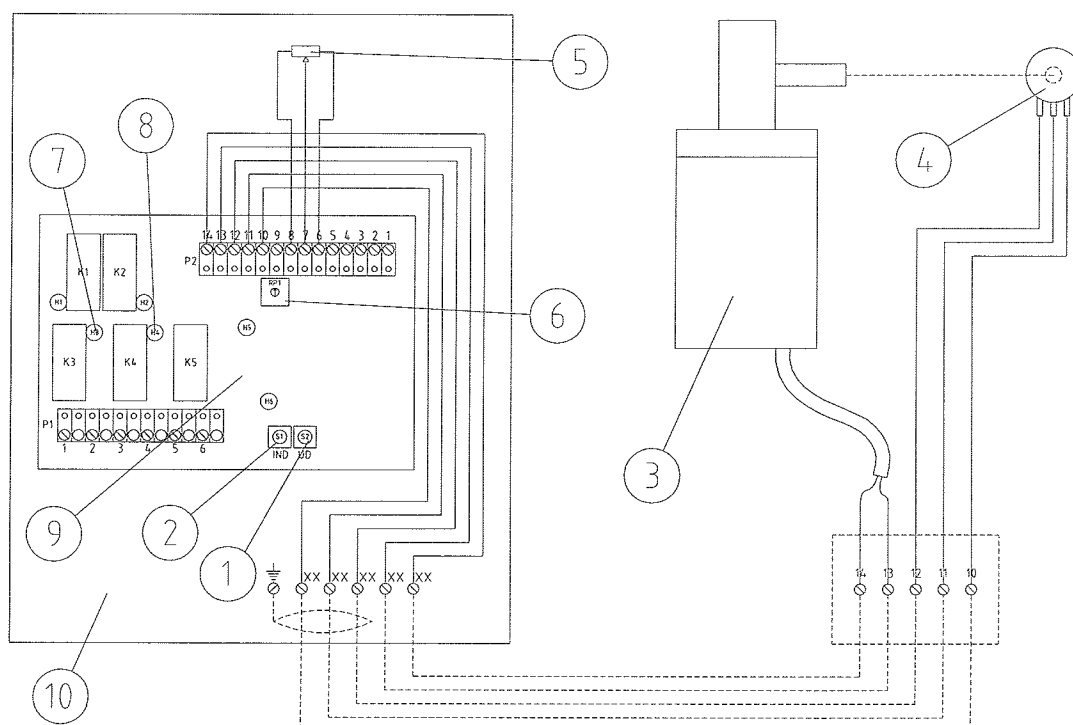 5
4
8
7
14 13 12 11 10 9 8 7 6 5 4 3 2 1
P2
K1 K2
RP1
H1 H2
6
H3 H4 H5
K3 K4 K5
H6
P1
1 2 3 4 5 6
S1 S2
IND UD
3
9
2
1
XX XX XX XX XX
14 13 12 11 10
10